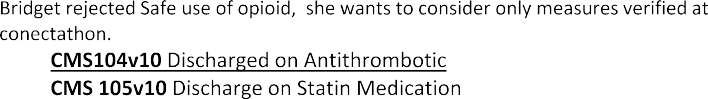 Bridget rejected Safe use of opioid,  she wants to consider only measures verified at
conectathon.
CMS104v10 Discharged on Antithrombotic
CMS 105v10 Discharge on Statin Medication